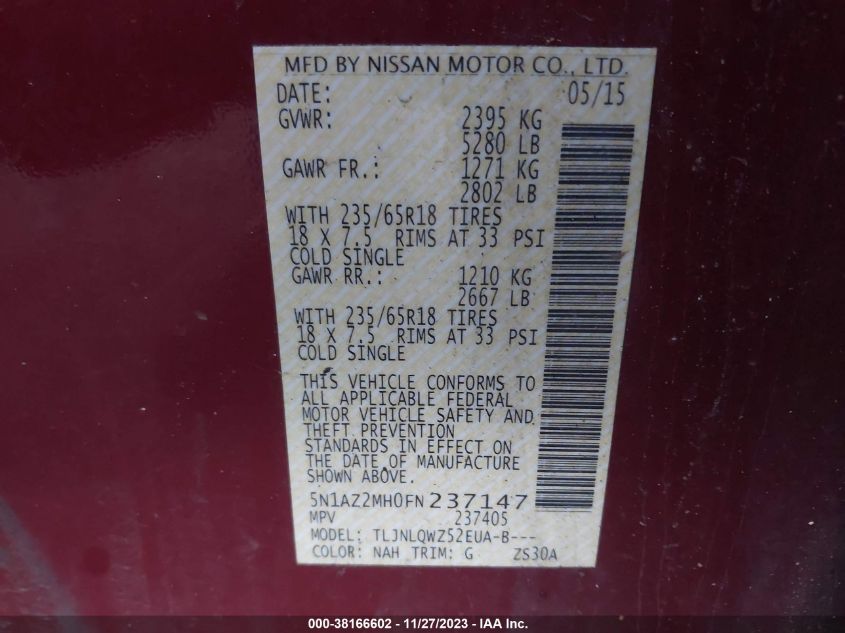 MFD BY NISSAN MOTOR CO., LTD.
DATE: 05/15
GVWR: 2395 KG
5280 LB
GAWR FR.: 1271 KG
2802 LB
WITH 235/65R18 TIRES
18 X 7.5 RIMS AT 33 PSI
COLD SINGLE
GAWR RR.: 1210 KG
2667 LB
WITH 235/65R18 TIRES
18 X 7.5 RIMS AT 33 PSI
COLD SINGLE
THIS VEHICLE CONFORMS TO
ALL APPLICABLE FEDERAL
MOTOR VEHICLE SAFETY AND
THEFT PREVENTION
STANDARDS IN EFFECT ON
THE DATE OF MANUFACTURE
SHOWN ABOVE.
5N1AZ2MH0FN237147
MPV 237405
MODEL: TLJNLQWZ52EUA-B---
COLOR: NAH TRIM: G ZS30A
000-38166602 - 11/27/2023 - IAA Inc.